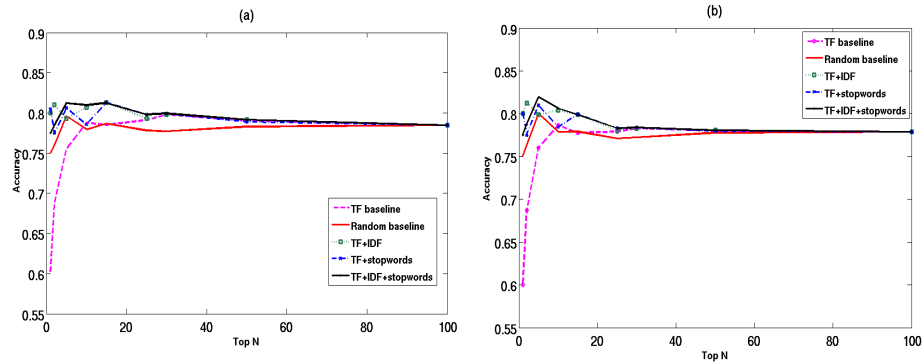 (a)
0.9
0.85
0.8
0.75
0.7
0.65
0.6
0.55
Accuracy
0 20 40 60 80 100
Top N
TF baseline
Random baseline
TF+IDF
TF+stopwords
TF+IDF+stopwords
(b)
0.9
0.85
0.8
0.75
0.7
0.65
0.6
0.55
Accuracy
0 20 40 60 80 100
Top N
TF baseline
Random baseline
TF+IDF
TF+stopwords
TF+IDF+stopwords